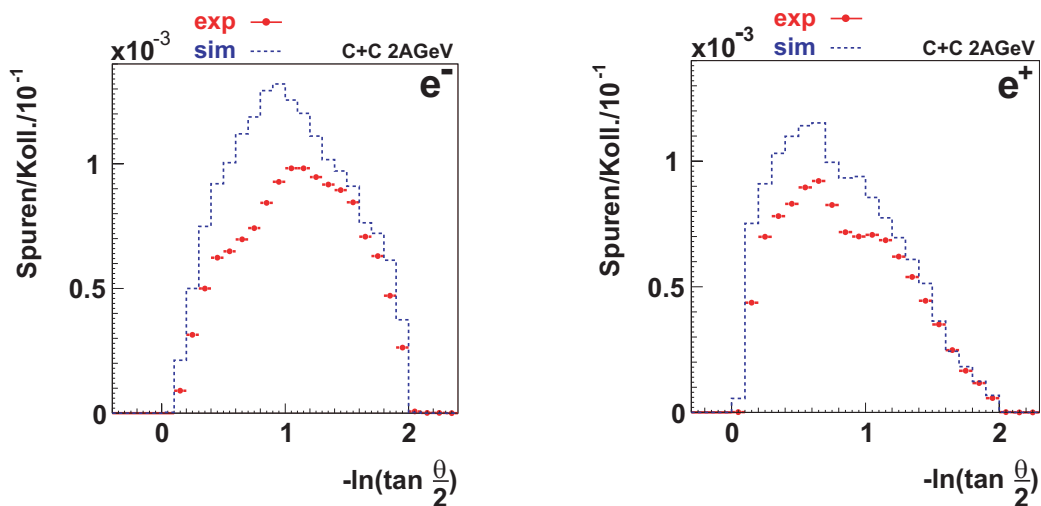 exp
sim
x10⁻³
C+C 2AGeV
e⁻
Spuren/Koll./10⁻¹
1
0.5
0
0
1
2
-ln(tan θ/2)
exp
sim
x10⁻³
C+C 2AGeV
e⁺
Spuren/Koll./10⁻¹
1
0.5
0
0
1
2
-ln(tan θ/2)